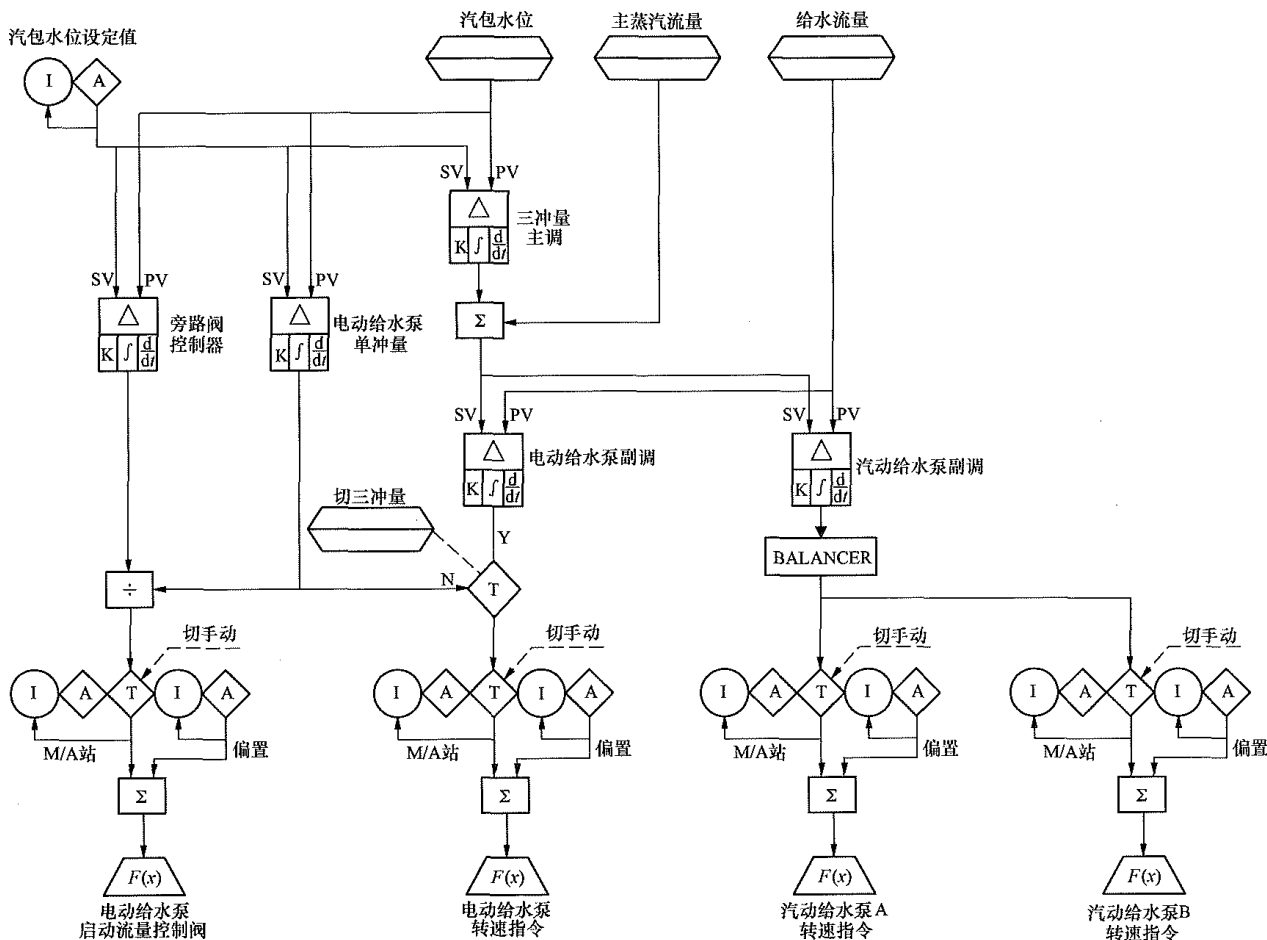 汽包水位
主蒸汽流量
给水流量
汽包水位设定值
I
A
SV
PV
△
K
∫
d
dt
三冲量
主调
SV
PV
△
K
∫
d
dt
旁路阀
控制器
SV
PV
△
K
∫
d
dt
电动给水泵
单冲量
Σ
SV
PV
△
K
∫
d
dt
电动给水泵副调
SV
PV
△
K
∫
d
dt
汽动给水泵副调
切三冲量
Y
N
T
BALANCER
÷
切手动
切手动
切手动
切手动
I
A
T
I
A
I
A
T
I
A
I
A
T
I
A
I
A
T
I
A
M/A站
偏置
M/A站
偏置
M/A站
偏置
M/A站
偏置
Σ
Σ
Σ
Σ
F(x)
F(x)
F(x)
F(x)
电动给水泵
启动流量控制阀
电动给水泵
转速指令
汽动给水泵A
转速指令
汽动给水泵B
转速指令